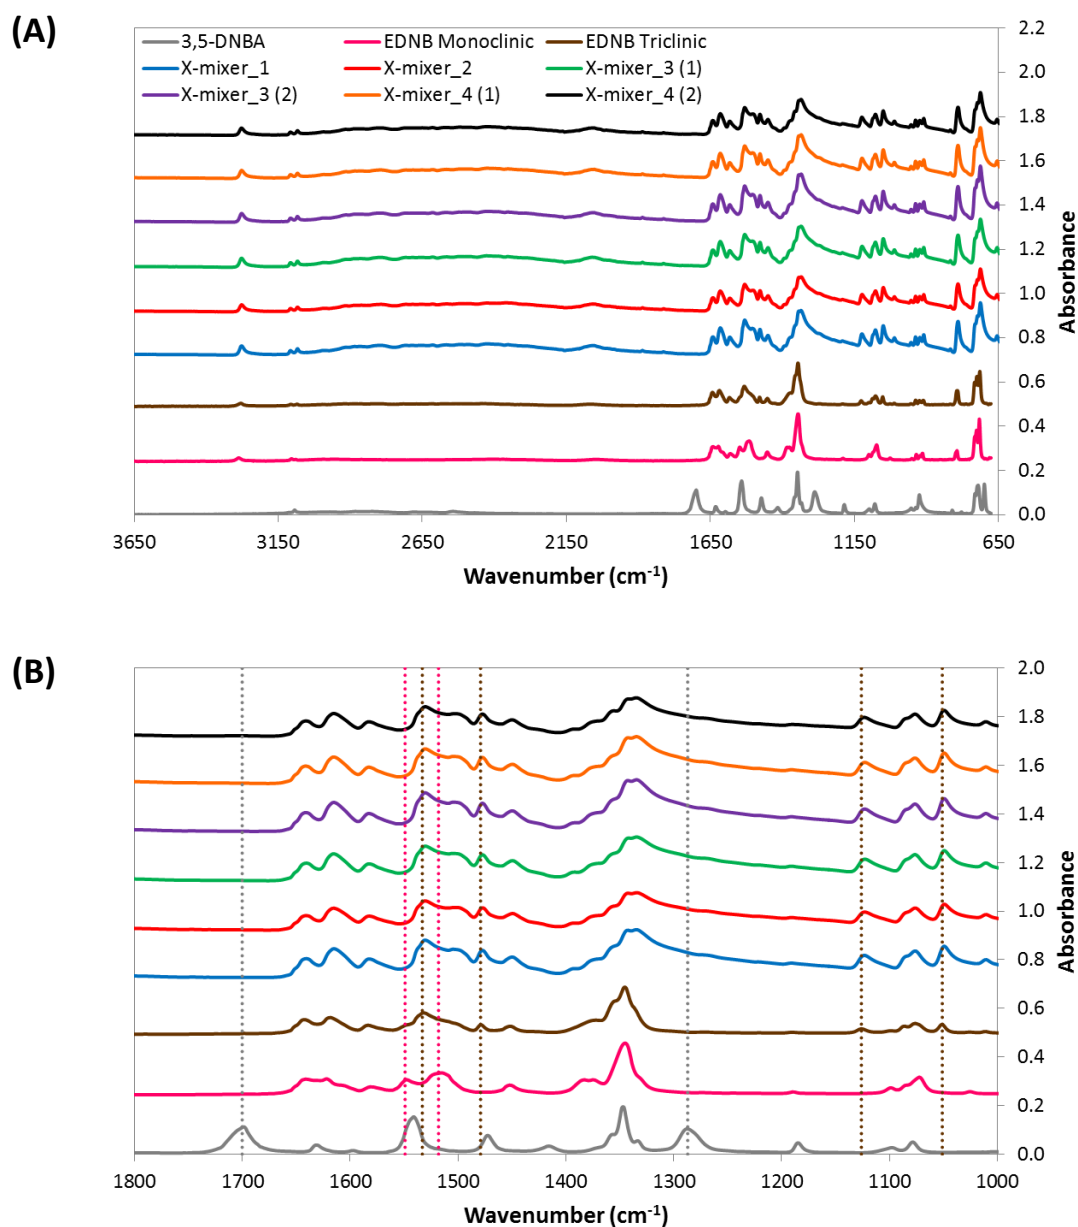 (A)
3,5-DNBA EDNB Monoclinic EDNB Triclinic
X-mixer_1 X-mixer_2 X-mixer_3 (1)
X-mixer_3 (2) X-mixer_4 (1) X-mixer_4 (2)
2.2
2.0
1.8
1.6
1.4
1.2
1.0
0.8
0.6
0.4
0.2
0.0
Absorbance
3650 3150 2650 2150 1650 1150 650
Wavenumber (cm⁻¹)
(B)
2.0
1.8
1.6
1.4
1.2
1.0
0.8
0.6
0.4
0.2
0.0
Absorbance
1800 1700 1600 1500 1400 1300 1200 1100 1000
Wavenumber (cm⁻¹)